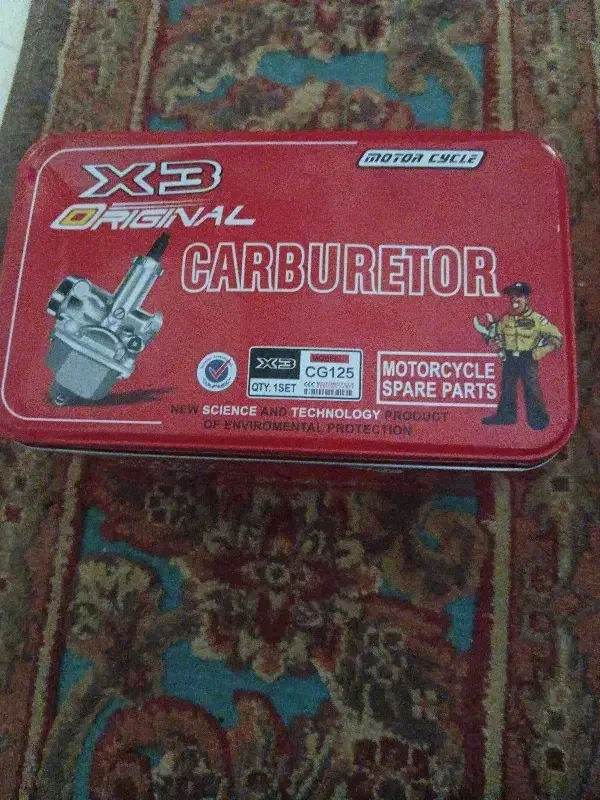 X3
MOTOR CYCLE
ORIGINAL
CARBURETOR
X3
MODEL:
CG125
QTY: 1SET
MOTORCYCLE
SPARE PARTS
NEW SCIENCE AND TECHNOLOGY PRODUCT
OF ENVIROMENTAL PROTECTION